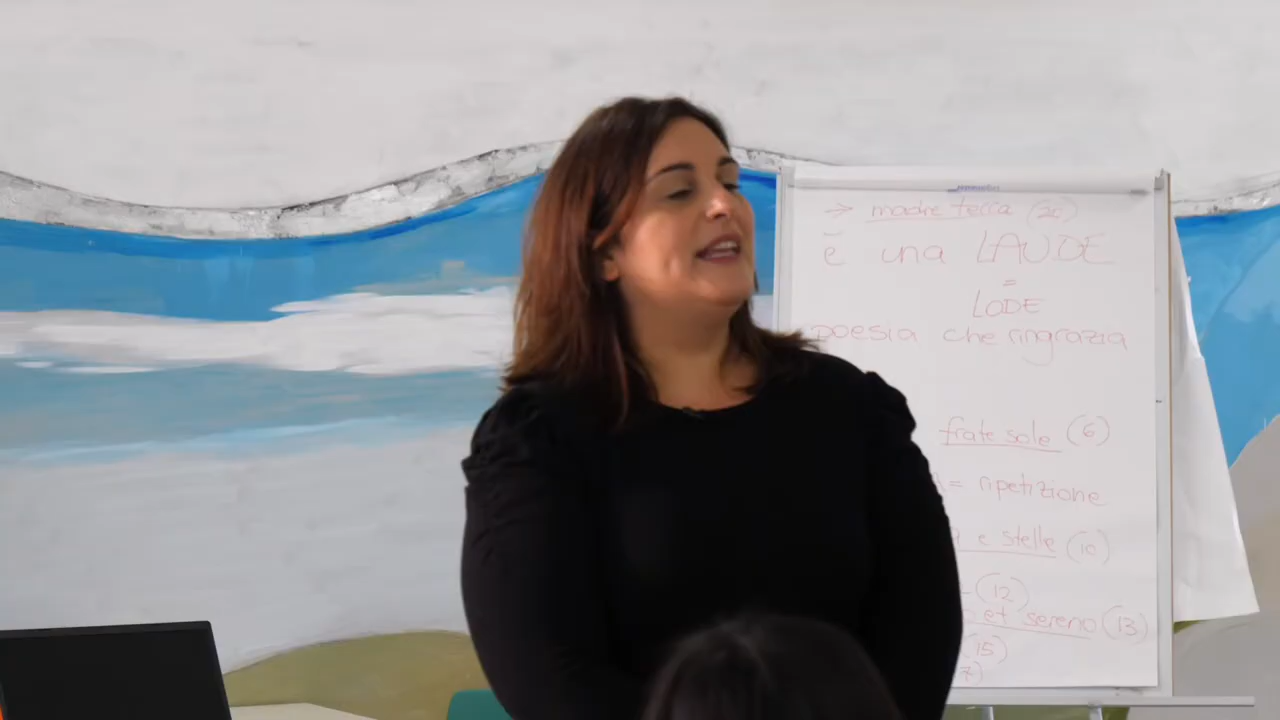 → madre terra (20)
è una LAUDE
=
LODE
poesia che ringrazia
frate sole (6)
= ripetizione
e stelle (10)
(12)
et sereno (13)
(15)